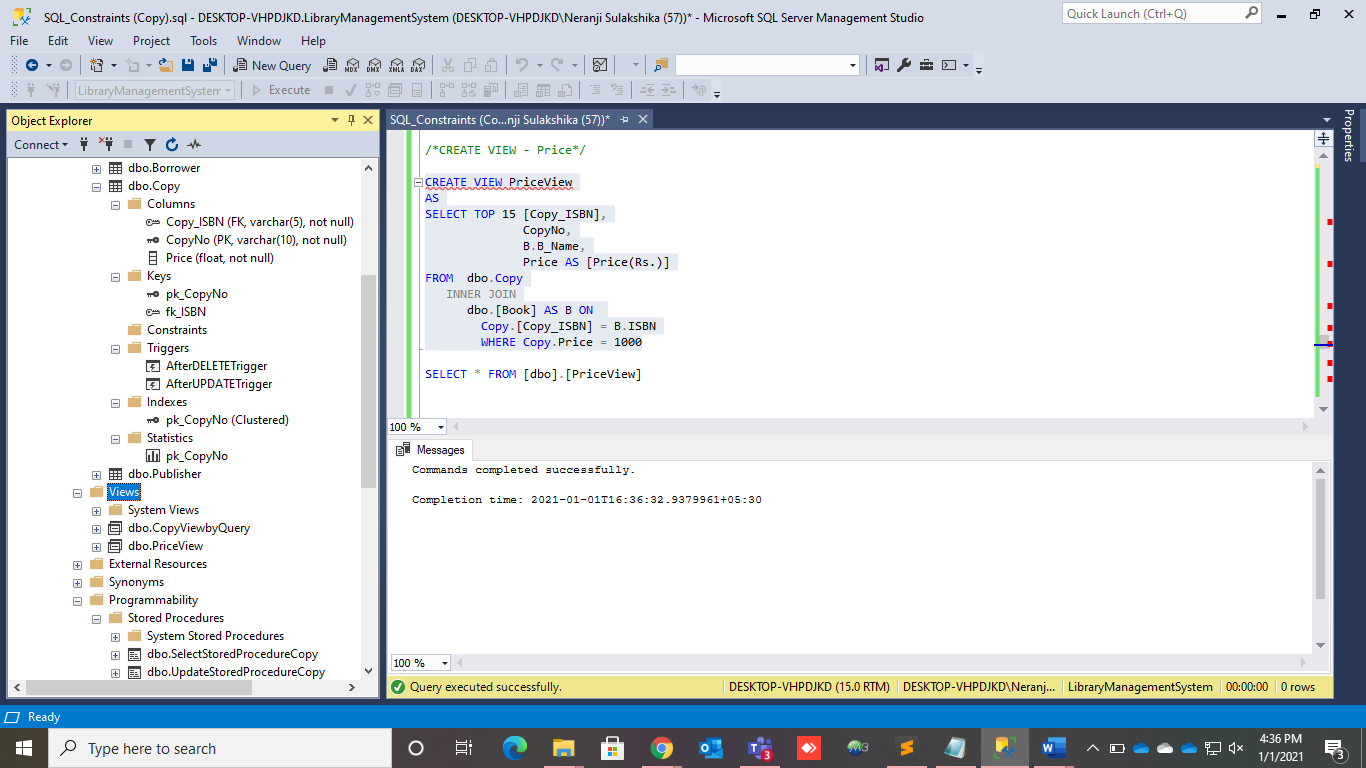 SQL_Constraints (Copy).sql - DESKTOP-VHPDJKD.LibraryManagementSystem (DESKTOP-VHPDJKD\Neranji Sulakshika (57))* - Microsoft SQL Server Management Studio
Quick Launch (Ctrl+Q)
File Edit View Project Tools Window Help
New Query MDX DMX XMLA DAX
LibraryManagementSystem Execute
Object Explorer
Connect
dbo.Borrower
dbo.Copy
Columns
Copy_ISBN (FK, varchar(5), not null)
CopyNo (PK, varchar(10), not null)
Price (float, not null)
Keys
pk_CopyNo
fk_ISBN
Constraints
Triggers
AfterDELETETrigger
AfterUPDATETrigger
Indexes
pk_CopyNo (Clustered)
Statistics
pk_CopyNo
dbo.Publisher
Views
System Views
dbo.CopyViewbyQuery
dbo.PriceView
External Resources
Synonyms
Programmability
Stored Procedures
System Stored Procedures
dbo.SelectStoredProcedureCopy
dbo.UpdateStoredProcedureCopy
SQL_Constraints (Co...nji Sulakshika (57))*
/*CREATE VIEW - Price*/
CREATE VIEW PriceView
AS
SELECT TOP 15 [Copy_ISBN],
CopyNo,
B.B_Name,
Price AS [Price(Rs.)]
FROM dbo.Copy
INNER JOIN
dbo.[Book] AS B ON
Copy.[Copy_ISBN] = B.ISBN
WHERE Copy.Price = 1000
SELECT * FROM [dbo].[PriceView]
100 %
Messages
Commands completed successfully.
Completion time: 2021-01-01T16:36:32.9379961+05:30
100 %
Query executed successfully. DESKTOP-VHPDJKD (15.0 RTM) DESKTOP-VHPDJKD\Neranj... LibraryManagementSystem 00:00:00 0 rows
Properties
Ready
Type here to search
3
4:36 PM
1/1/2021
3